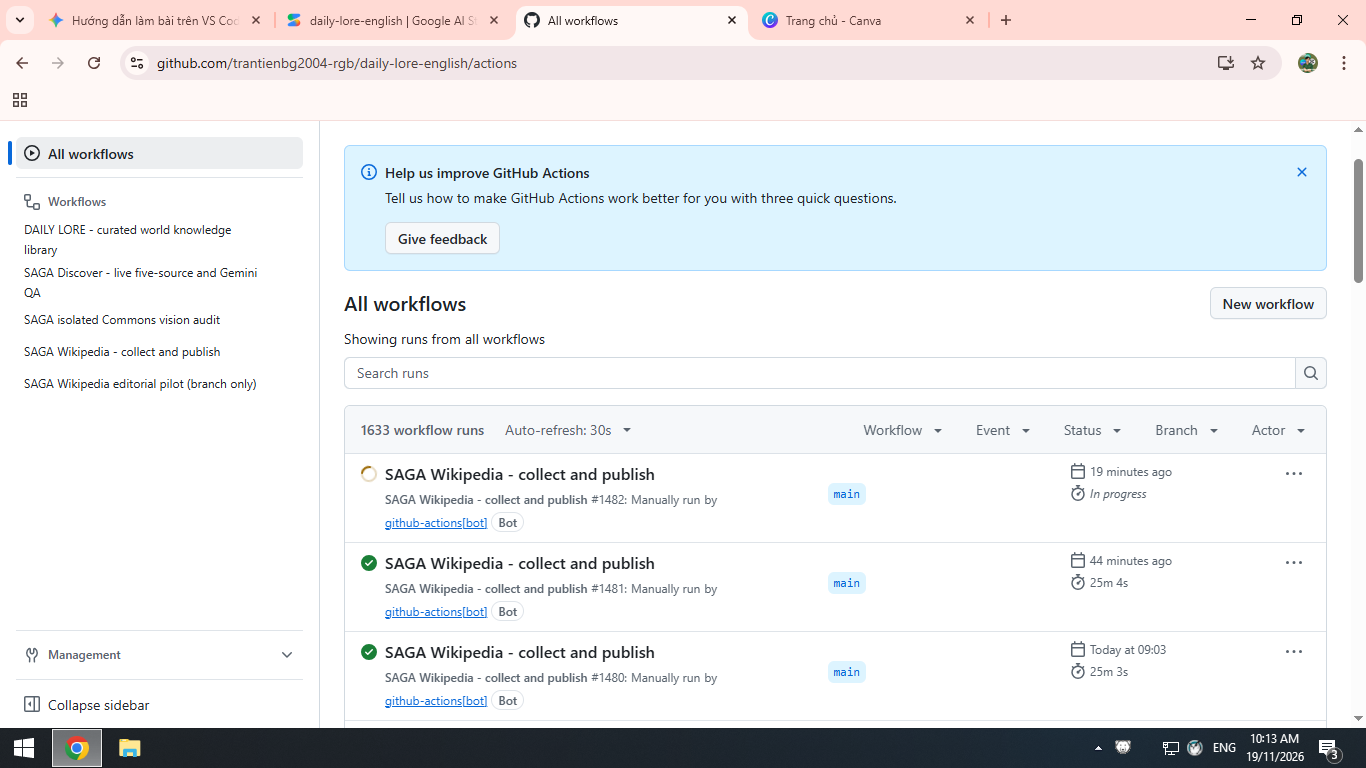 Hướng dẫn làm bài trên VS Cod
daily-lore-english | Google AI St
All workflows
Trang chủ - Canva
github.com/trantienbg2004-rgb/daily-lore-english/actions
All workflows
Workflows
DAILY LORE - curated world knowledge
library
SAGA Discover - live five-source and Gemini
QA
SAGA isolated Commons vision audit
SAGA Wikipedia - collect and publish
SAGA Wikipedia editorial pilot (branch only)
Management
Collapse sidebar
Help us improve GitHub Actions
Tell us how to make GitHub Actions work better for you with three quick questions.
Give feedback
All workflows
New workflow
Showing runs from all workflows
Search runs
1633 workflow runs Auto-refresh: 30s Workflow Event Status Branch Actor
SAGA Wikipedia - collect and publish
SAGA Wikipedia - collect and publish #1482: Manually run by
github-actions[bot] Bot
main
19 minutes ago
In progress
SAGA Wikipedia - collect and publish
SAGA Wikipedia - collect and publish #1481: Manually run by
github-actions[bot] Bot
main
44 minutes ago
25m 4s
SAGA Wikipedia - collect and publish
SAGA Wikipedia - collect and publish #1480: Manually run by
github-actions[bot] Bot
main
Today at 09:03
25m 3s
ENG
10:13 AM
19/11/2026
3